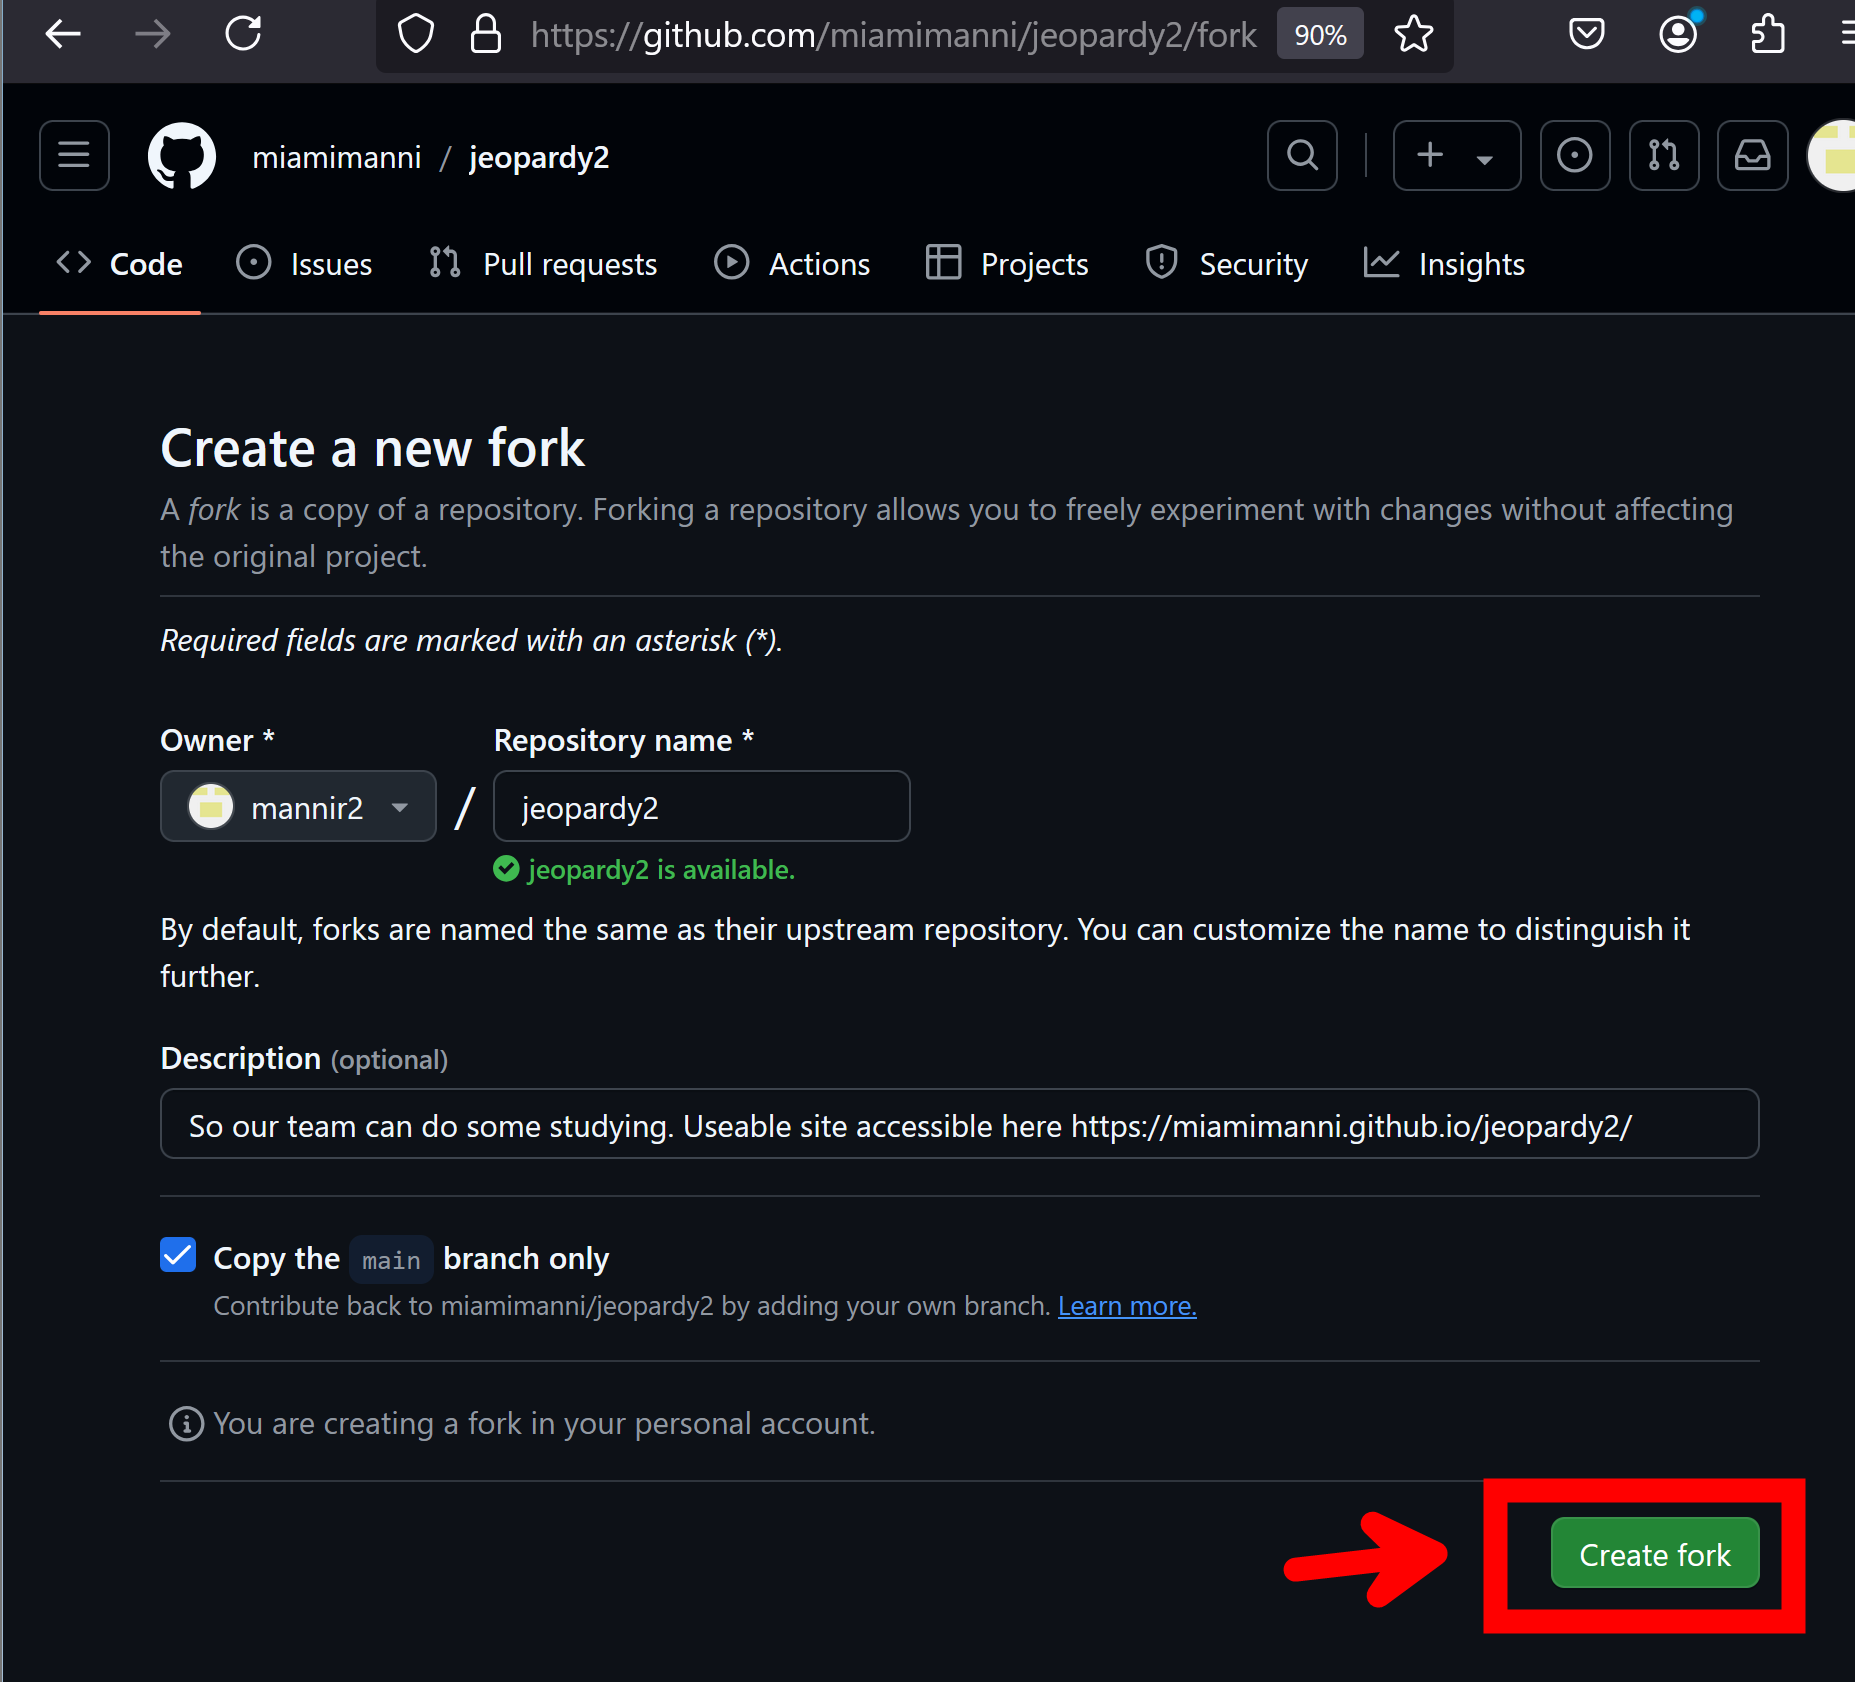 https://github.com/miamimanni/jeopardy2/fork 90%
miamimanni / jeopardy2
Code Issues Pull requests Actions Projects Security Insights
Create a new fork
A fork is a copy of a repository. Forking a repository allows you to freely experiment with changes without affecting
the original project.
Required fields are marked with an asterisk (*).
Owner * Repository name *
mannir2 / jeopardy2
jeopardy2 is available.
By default, forks are named the same as their upstream repository. You can customize the name to distinguish it
further.
Description (optional)
So our team can do some studying. Useable site accessible here https://miamimanni.github.io/jeopardy2/
Copy the main branch only
Contribute back to miamimanni/jeopardy2 by adding your own branch. Learn more.
You are creating a fork in your personal account.
Create fork